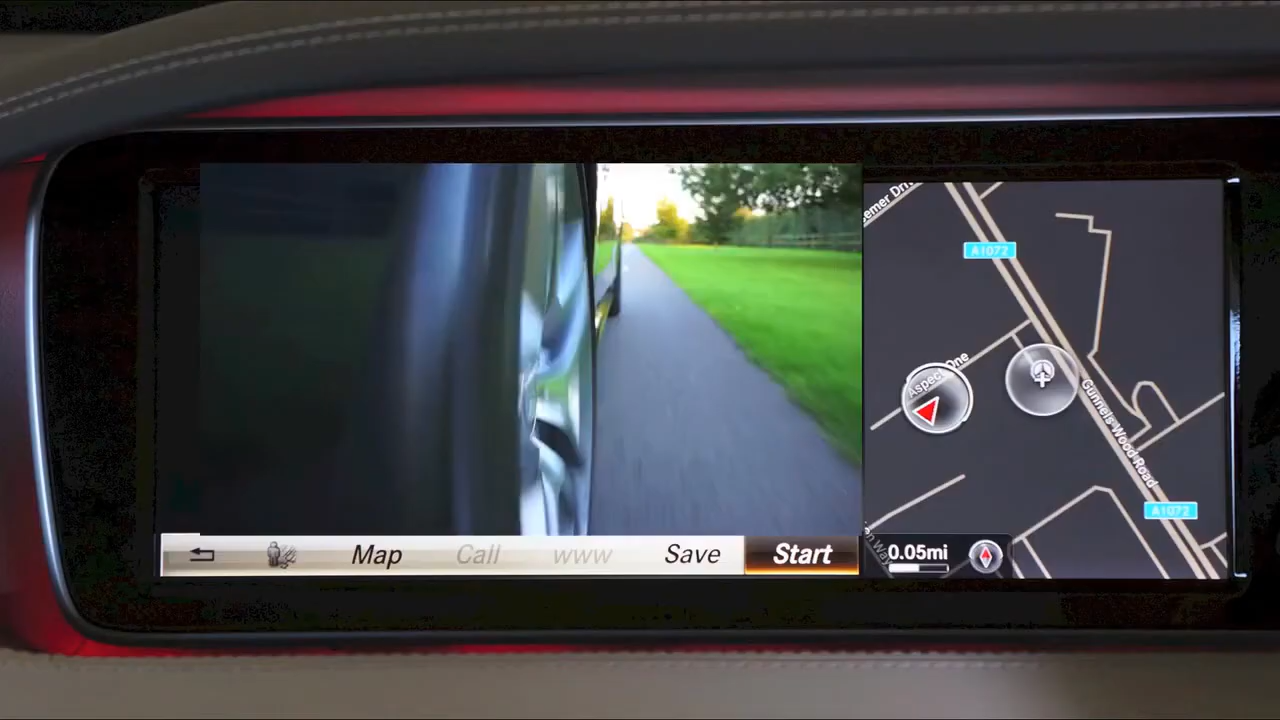 Map Call www Save Start
A1072
Aspect One
Gunnels Wood Road
A1072
0.05mi